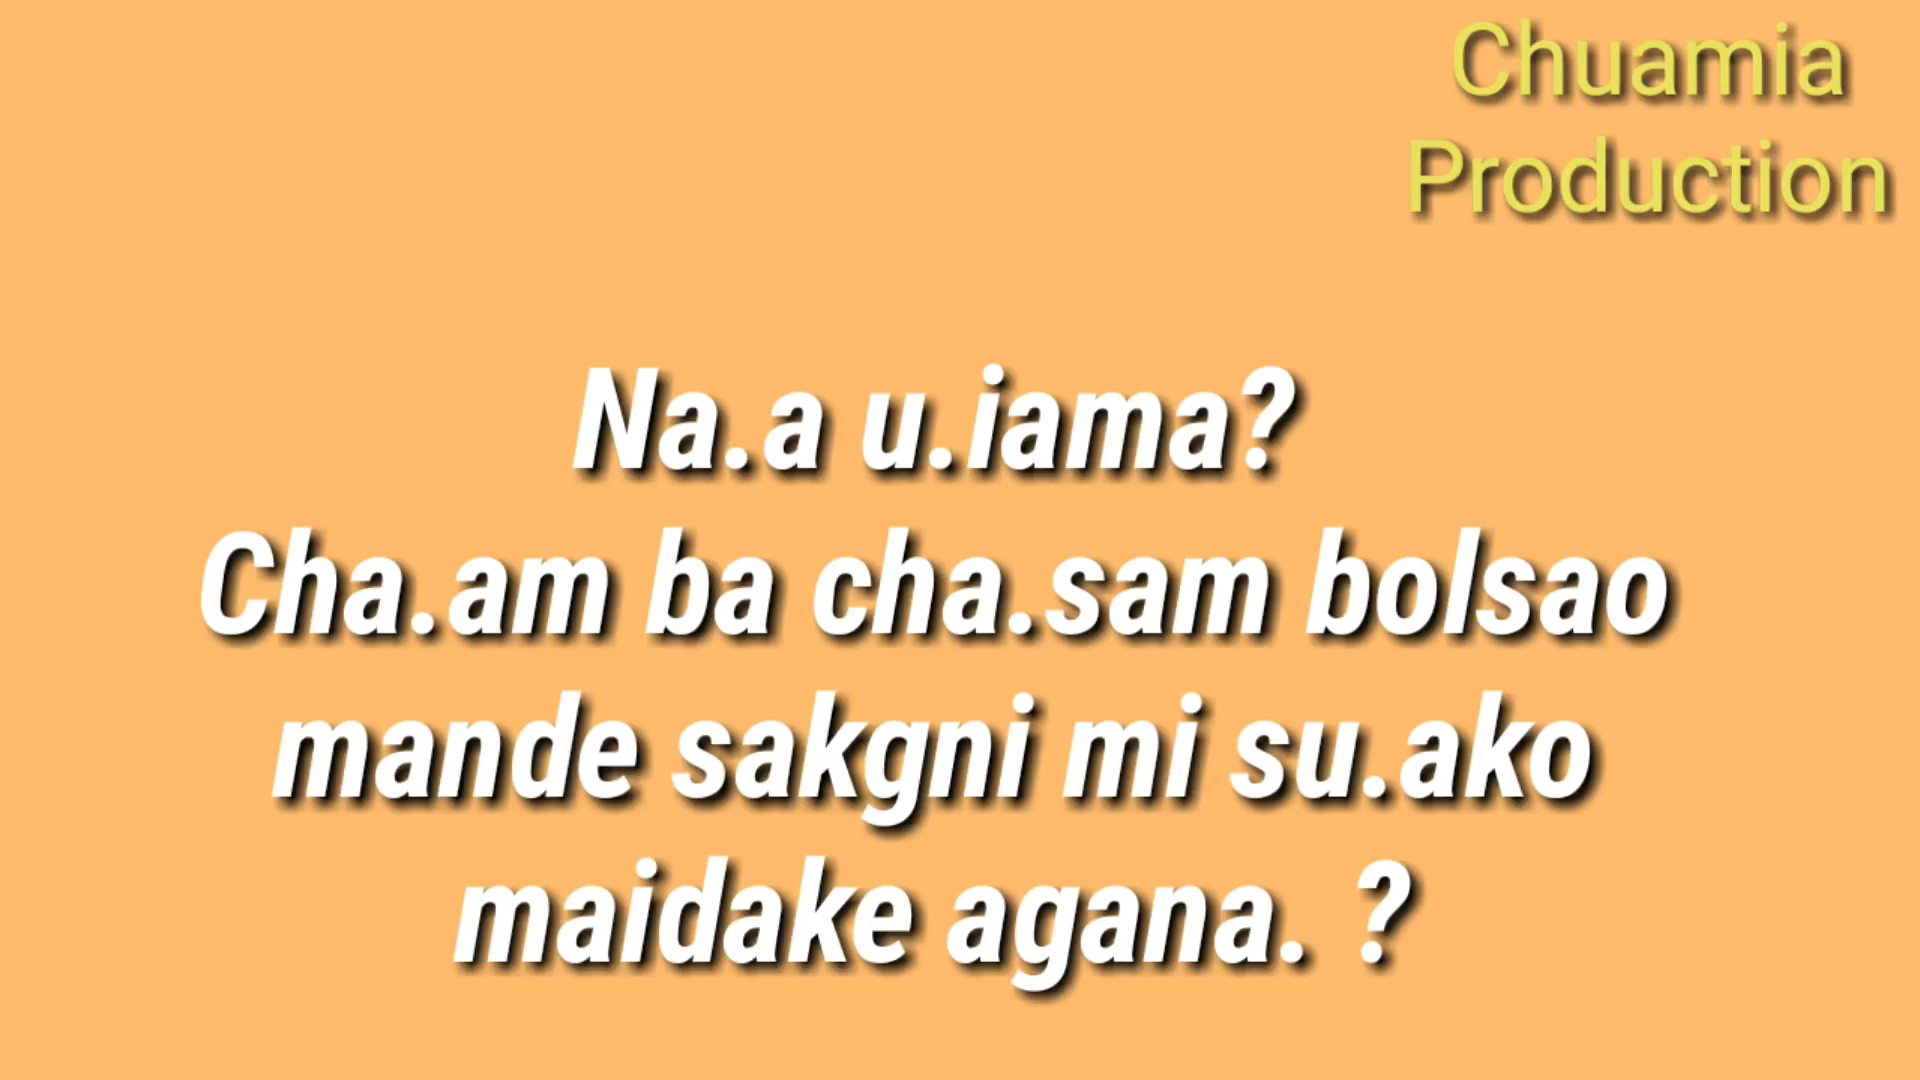 Chuamia
Production
Na.a u.iama?
Cha.am ba cha.sam bolsao
mande sakgni mi su.ako
maidake agana. ?